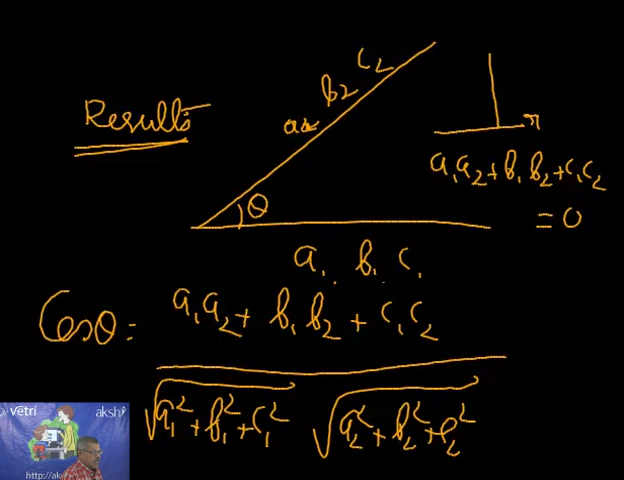 Results
a2 b2 c2
θ
a₁a₂+b₁b₂+c₁c₂
=0
a₁ b₁ c₁
Cosθ = a₁a₂+ b₁b₂ + c₁c₂
√a₁²+b₁²+c₁² √a₂²+b₂²+c₂²
vetri akshi
http://ak